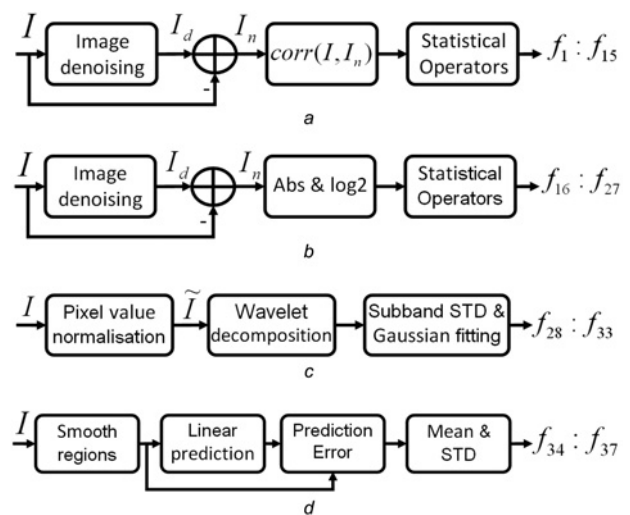 I Image denoising I_d I_n corr(I, I_n) Statistical Operators f_1 : f_15
-
a
I Image denoising I_d I_n Abs & log2 Statistical Operators f_16 : f_27
-
b
I Pixel value normalisation Ĩ Wavelet decomposition Subband STD & Gaussian fitting f_28 : f_33
c
I Smooth regions Linear prediction Prediction Error Mean & STD f_34 : f_37
d